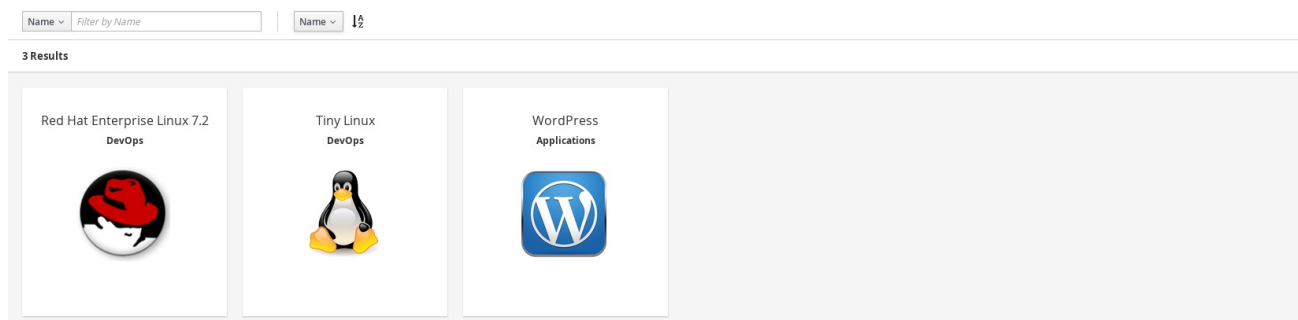 Name Filter by Name Name A Z
3 Results
Red Hat Enterprise Linux 7.2 Tiny Linux WordPress
DevOps DevOps Applications
W